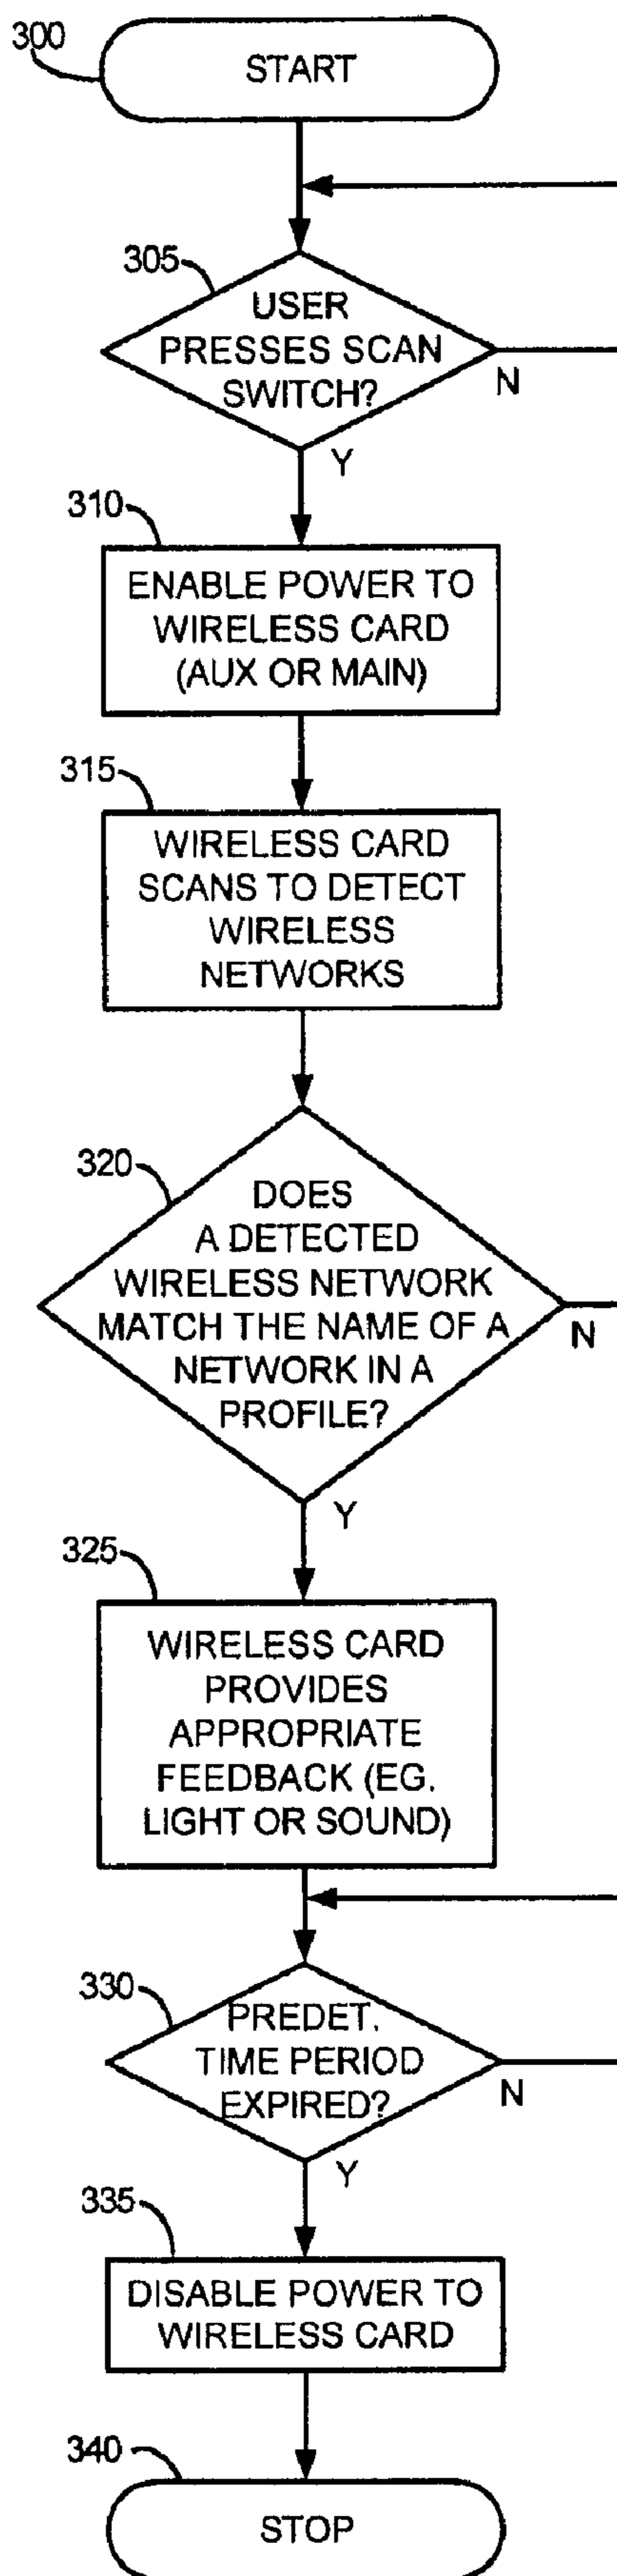 300
START
305
USER
PRESSES SCAN
SWITCH?
N
Y
310
ENABLE POWER TO
WIRELESS CARD
(AUX OR MAIN)
315
WIRELESS CARD
SCANS TO DETECT
WIRELESS
NETWORKS
320
DOES
A DETECTED
WIRELESS NETWORK
MATCH THE NAME OF A
NETWORK IN A
PROFILE?
N
Y
325
WIRELESS CARD
PROVIDES
APPROPRIATE
FEEDBACK (EG.
LIGHT OR SOUND)
330
PREDET.
TIME PERIOD
EXPIRED?
N
Y
335
DISABLE POWER TO
WIRELESS CARD
340
STOP